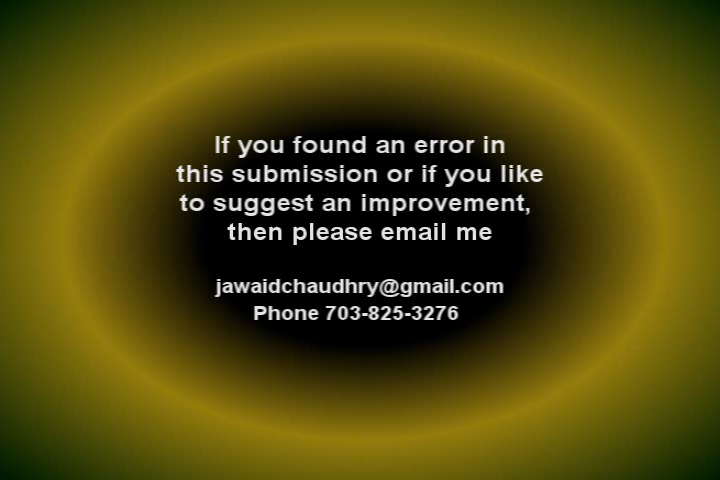 If you found an error in
this submission or if you like
to suggest an improvement,
then please email me
jawaidchaudhry@gmail.com
Phone 703-825-3276